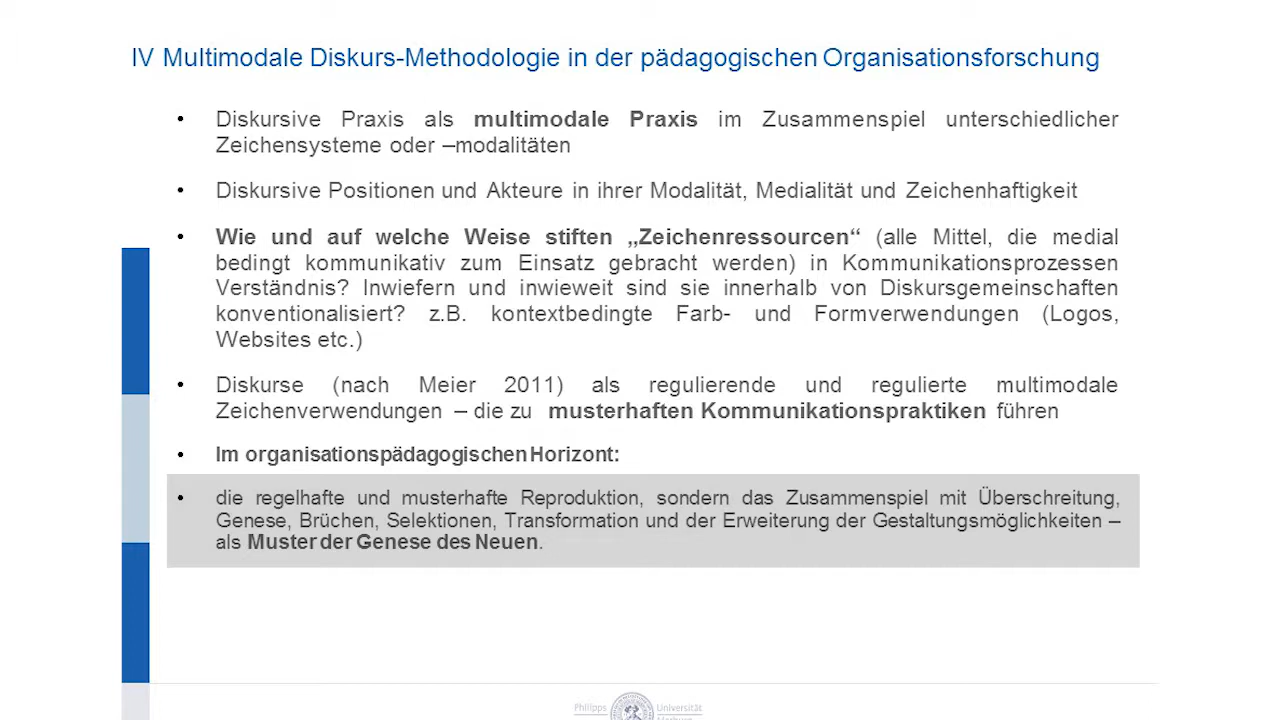 IV Multimodale Diskurs-Methodologie in der pädagogischen Organisationsforschung
• Diskursive Praxis als multimodale Praxis im Zusammenspiel unterschiedlicher
Zeichensysteme oder –modalitäten
• Diskursive Positionen und Akteure in ihrer Modalität, Medialität und Zeichenhaftigkeit
• Wie und auf welche Weise stiften „Zeichenressourcen“ (alle Mittel, die medial
bedingt kommunikativ zum Einsatz gebracht werden) in Kommunikationsprozessen
Verständnis? Inwiefern und inwieweit sind sie innerhalb von Diskursgemeinschaften
konventionalisiert? z.B. kontextbedingte Farb- und Formverwendungen (Logos,
Websites etc.)
• Diskurse (nach Meier 2011) als regulierende und regulierte multimodale
Zeichenverwendungen – die zu musterhaften Kommunikationspraktiken führen
• Im organisationspädagogischen Horizont:
• die regelhafte und musterhafte Reproduktion, sondern das Zusammenspiel mit Überschreitung,
Genese, Brüchen, Selektionen, Transformation und der Erweiterung der Gestaltungsmöglichkeiten –
als Muster der Genese des Neuen.
Philipps Universität